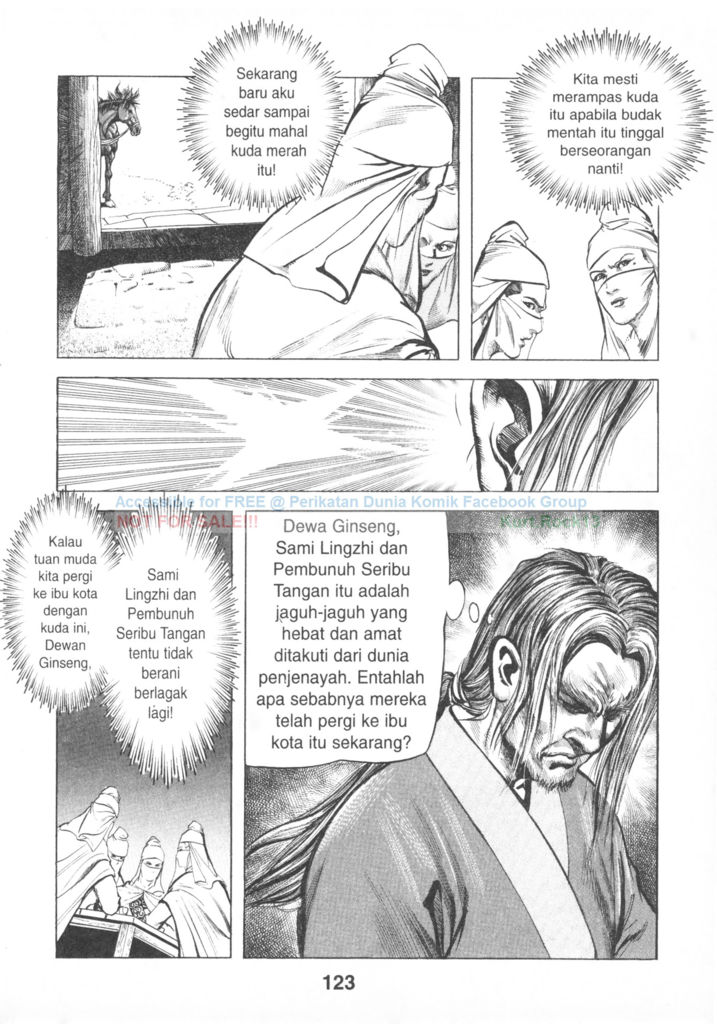 Sekarang
baru aku
sedar sampai
begitu mahal
kuda merah
itu!
Kita mesti
merampas kuda
itu apabila budak
mentah itu tinggal
berseorangan
nanti!
Accessible for FREE @ Perikatan Dunia Komik Facebook Group
NOT FOR SALE!!!
Kalau
tuan muda
kita pergi
ke ibu kota
dengan
kuda ini,
Dewan
Ginseng,
Sami
Lingzhi dan
Pembunuh
Seribu Tangan
tentu tidak
berani
berlagak
lagi!
Dewa Ginseng,
Sami Lingzhi dan
Pembunuh Seribu
Tangan itu adalah
jaguh-jaguh yang
hebat dan amat
ditakuti dari dunia
penjenayah. Entahlah
apa sebabnya mereka
telah pergi ke ibu
kota itu sekarang?
123